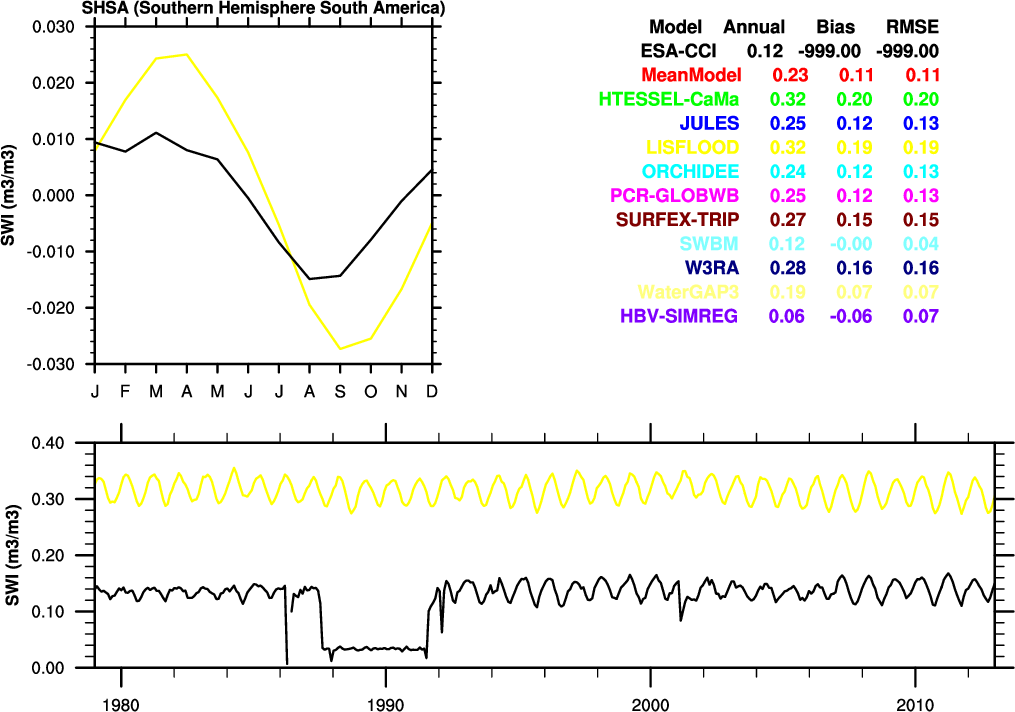 SHSA (Southern Hemisphere South America)
0.030
0.020
0.010
0.000
-0.010
-0.020
-0.030
SWI (m3/m3)
J F M A M J J A S O N D
Model Annual Bias RMSE
ESA-CCI 0.12 -999.00 -999.00
MeanModel 0.23 0.11 0.11
HTESSEL-CaMa 0.32 0.20 0.20
JULES 0.25 0.12 0.13
LISFLOOD 0.32 0.19 0.19
ORCHIDEE 0.24 0.12 0.13
PCR-GLOBWB 0.25 0.12 0.13
SURFEX-TRIP 0.27 0.15 0.15
SWBM 0.12 -0.00 0.04
W3RA 0.28 0.16 0.16
WaterGAP3 0.19 0.07 0.07
HBV-SIMREG 0.06 -0.06 0.07
0.40
0.30
0.20
0.10
0.00
SWI (m3/m3)
1980 1990 2000 2010